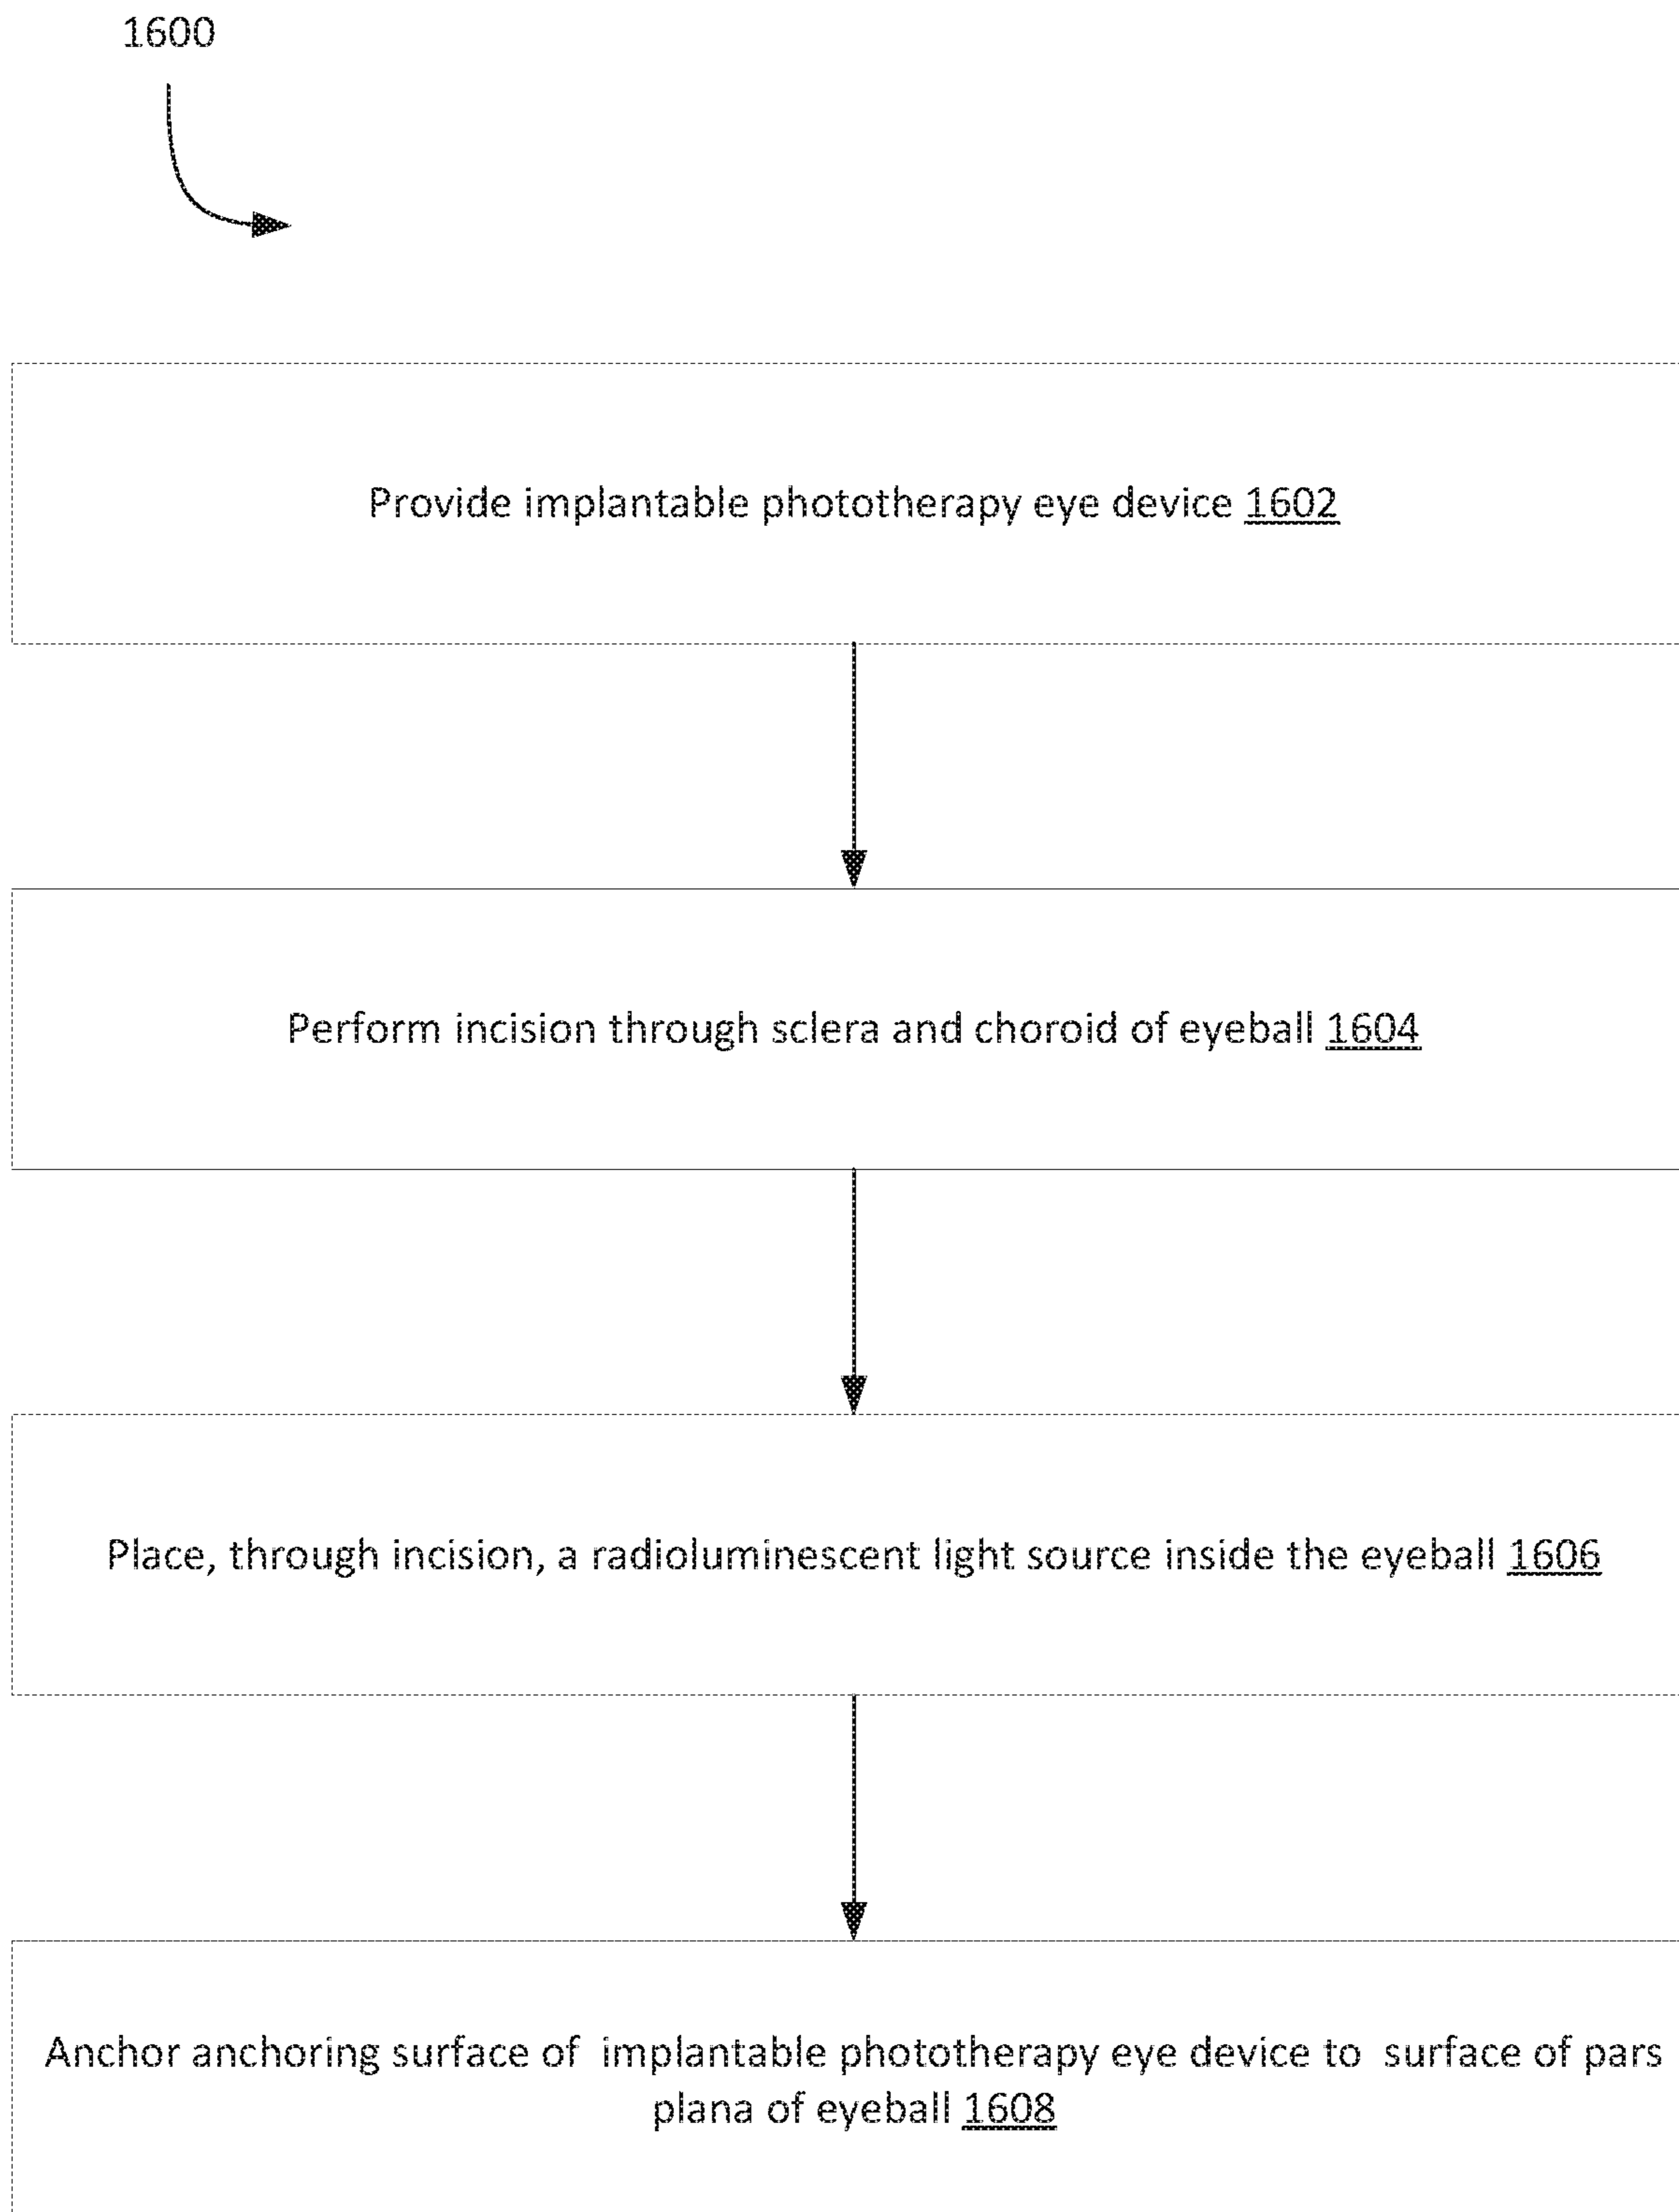 1600
Provide implantable phototherapy eye device 1602
Perform incision through sclera and choroid of eyeball 1604
Place, through incision, a radioluminescent light source inside the eyeball 1606
Anchor anchoring surface of implantable phototherapy eye device to surface of pars
plana of eyeball 1608